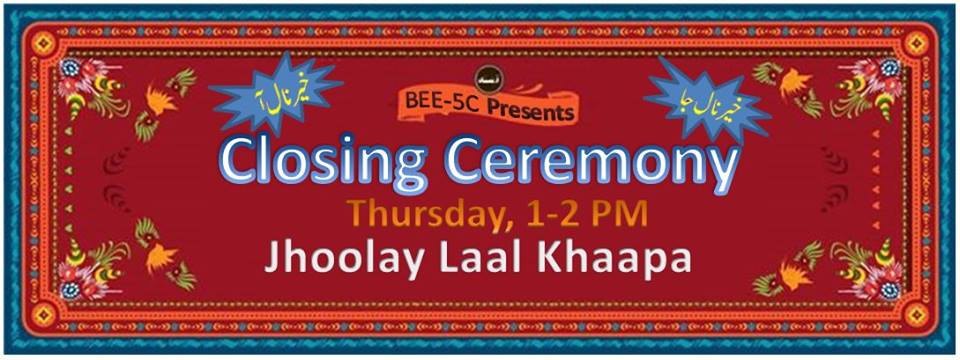 خیر نال آ
خیر نال جا
BEE-5C Presents
Closing Ceremony
Thursday, 1-2 PM
Jhoolay Laal Khaapa